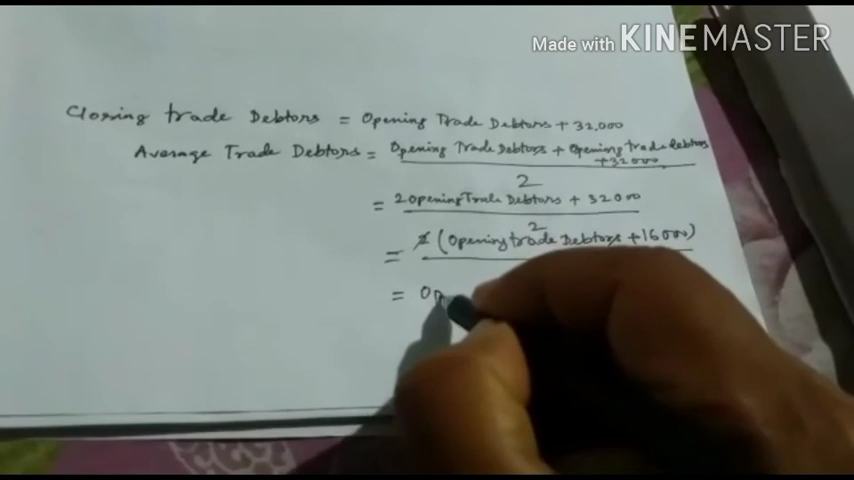 Made with KINEMASTER
Closing trade Debtors = Opening Trade Debtors + 32,000
Average Trade Debtors = Opening Trade Debtors + Opening trade debtors
+32000
2
= 2 Opening Trade Debtors + 32000
2
= 2 (Opening trade Debtors +16000)
= Op